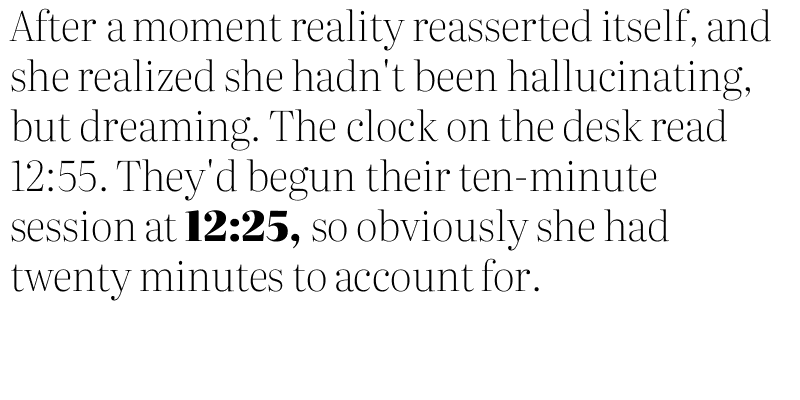 After a moment reality reasserted itself, and
she realized she hadn't been hallucinating,
but dreaming. The clock on the desk read
12:55. They'd begun their ten-minute
session at 12:25, so obviously she had
twenty minutes to account for.